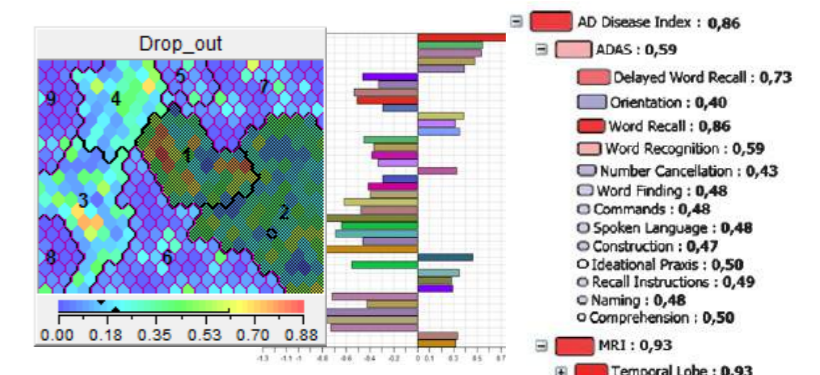 Drop_out
9
4
5
7
1
3
2
8
6
0.00 0.18 0.35 0.53 0.70 0.88
AD Disease Index : 0,86
ADAS : 0,59
Delayed Word Recall : 0,73
Orientation : 0,40
Word Recall : 0,86
Word Recognition : 0,59
Number Cancellation : 0,43
Word Finding : 0,48
Commands : 0,48
Spoken Language : 0,48
Construction : 0,47
Ideational Praxis : 0,50
Recall Instructions : 0,49
Naming : 0,48
Comprehension : 0,50
MRI : 0,93
Temporal Lobe : 0,93